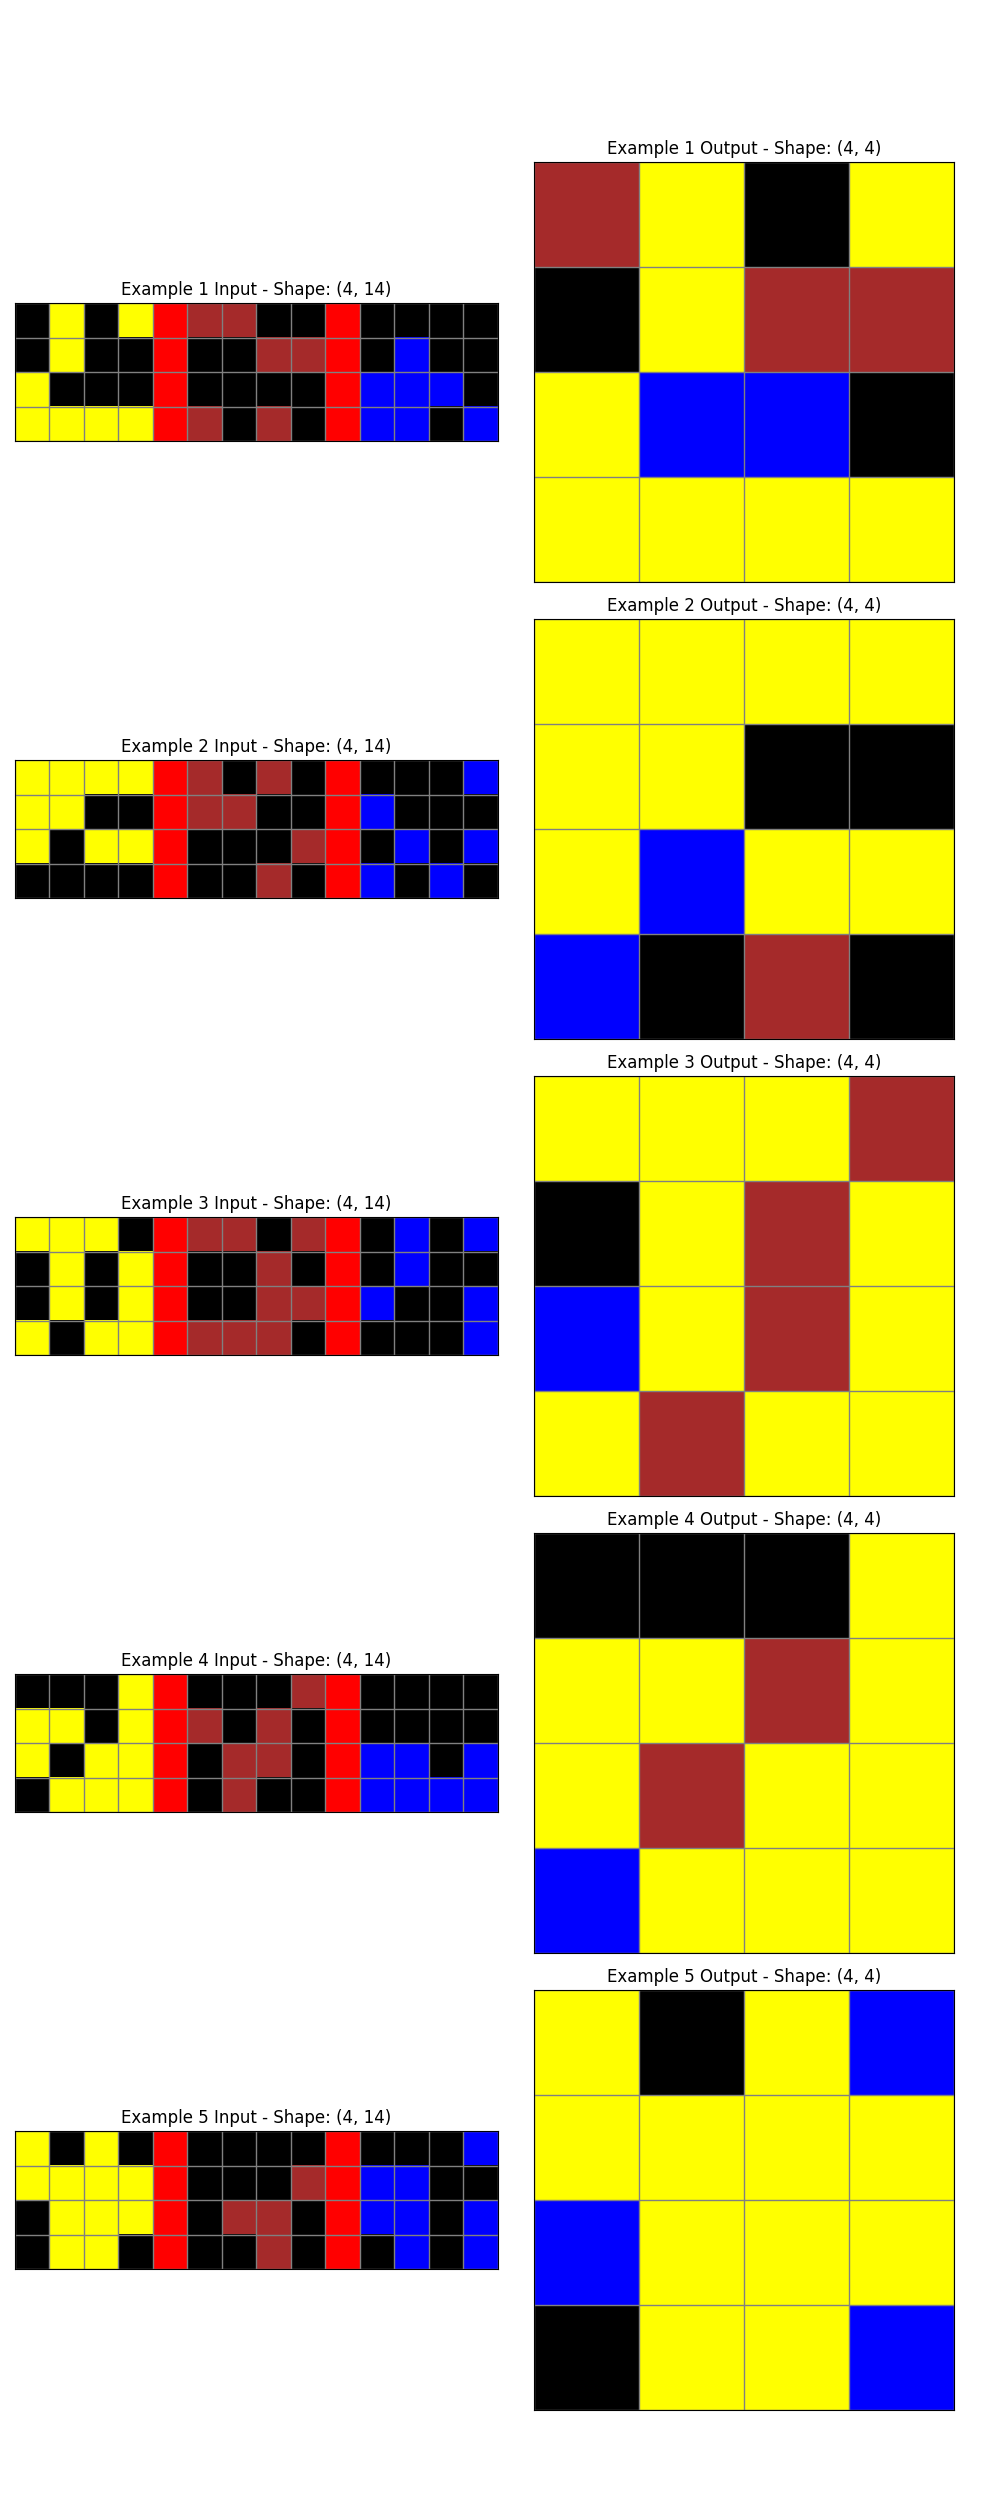 Example 1 Output - Shape: (4, 4)
Example 1 Input - Shape: (4, 14)
Example 2 Output - Shape: (4, 4)
Example 2 Input - Shape: (4, 14)
Example 3 Output - Shape: (4, 4)
Example 3 Input - Shape: (4, 14)
Example 4 Output - Shape: (4, 4)
Example 4 Input - Shape: (4, 14)
Example 5 Output - Shape: (4, 4)
Example 5 Input - Shape: (4, 14)